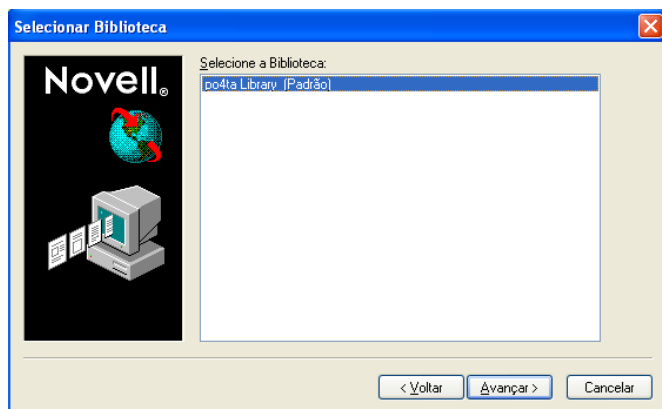 Selecionar Biblioteca
Novell®
Selecione a Biblioteca:
po4ta Library (Padrão)
< Voltar
Avançar >
Cancelar